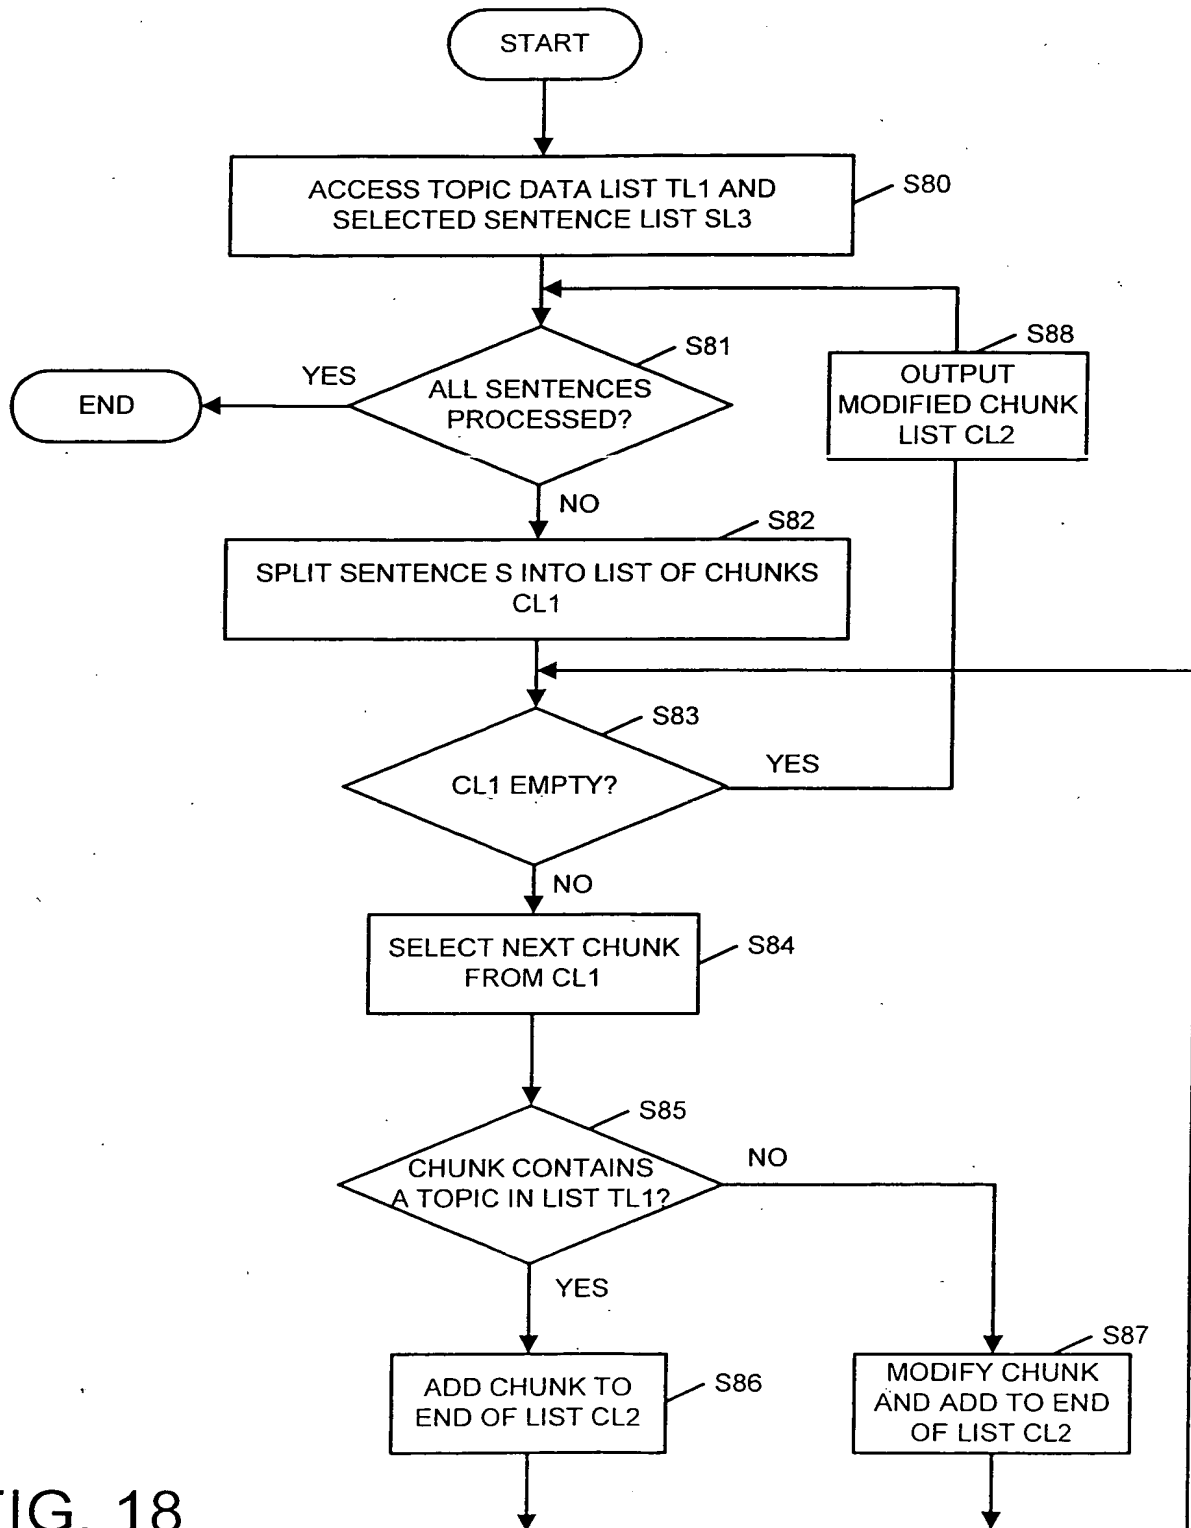 START
ACCESS TOPIC DATA LIST TL1 AND
SELECTED SENTENCE LIST SL3
S80
S81
YES
ALL SENTENCES
PROCESSED?
END
S88
OUTPUT
MODIFIED CHUNK
LIST CL2
NO
S82
SPLIT SENTENCE S INTO LIST OF CHUNKS
CL1
S83
CL1 EMPTY?
YES
NO
SELECT NEXT CHUNK
FROM CL1
S84
S85
CHUNK CONTAINS
A TOPIC IN LIST TL1?
NO
YES
ADD CHUNK TO
END OF LIST CL2
S86
S87
MODIFY CHUNK
AND ADD TO END
OF LIST CL2
FIG. 18